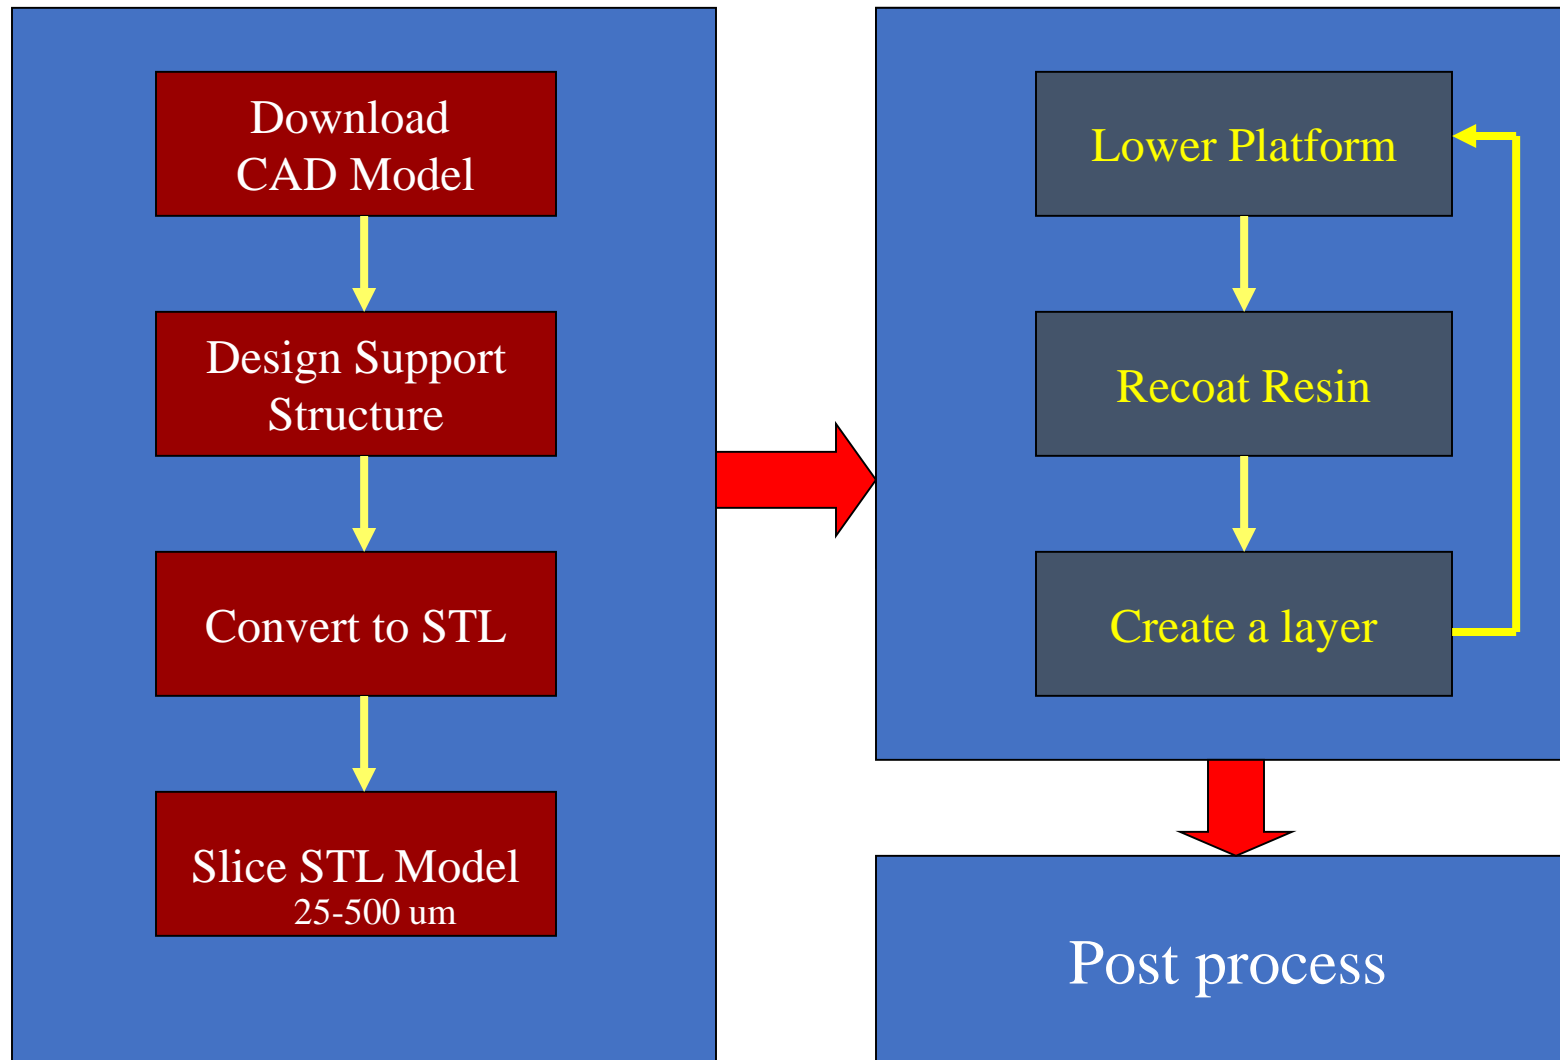 Download
CAD Model
Design Support
Structure
Convert to STL
Slice STL Model
25-500 um
Lower Platform
Recoat Resin
Create a layer
Post process